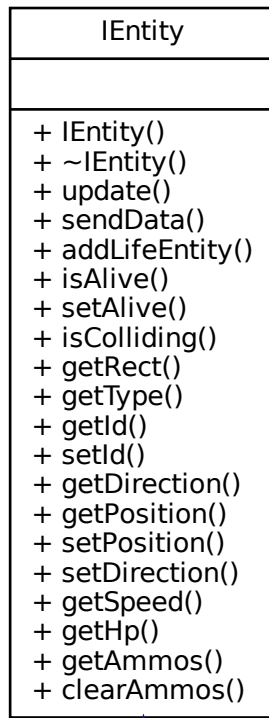 IEntity
+ IEntity()
+ ~IEntity()
+ update()
+ sendData()
+ addLifeEntity()
+ isAlive()
+ setAlive()
+ isColliding()
+ getRect()
+ getType()
+ getId()
+ setId()
+ getDirection()
+ getPosition()
+ setPosition()
+ setDirection()
+ getSpeed()
+ getHp()
+ getAmmos()
+ clearAmmos()